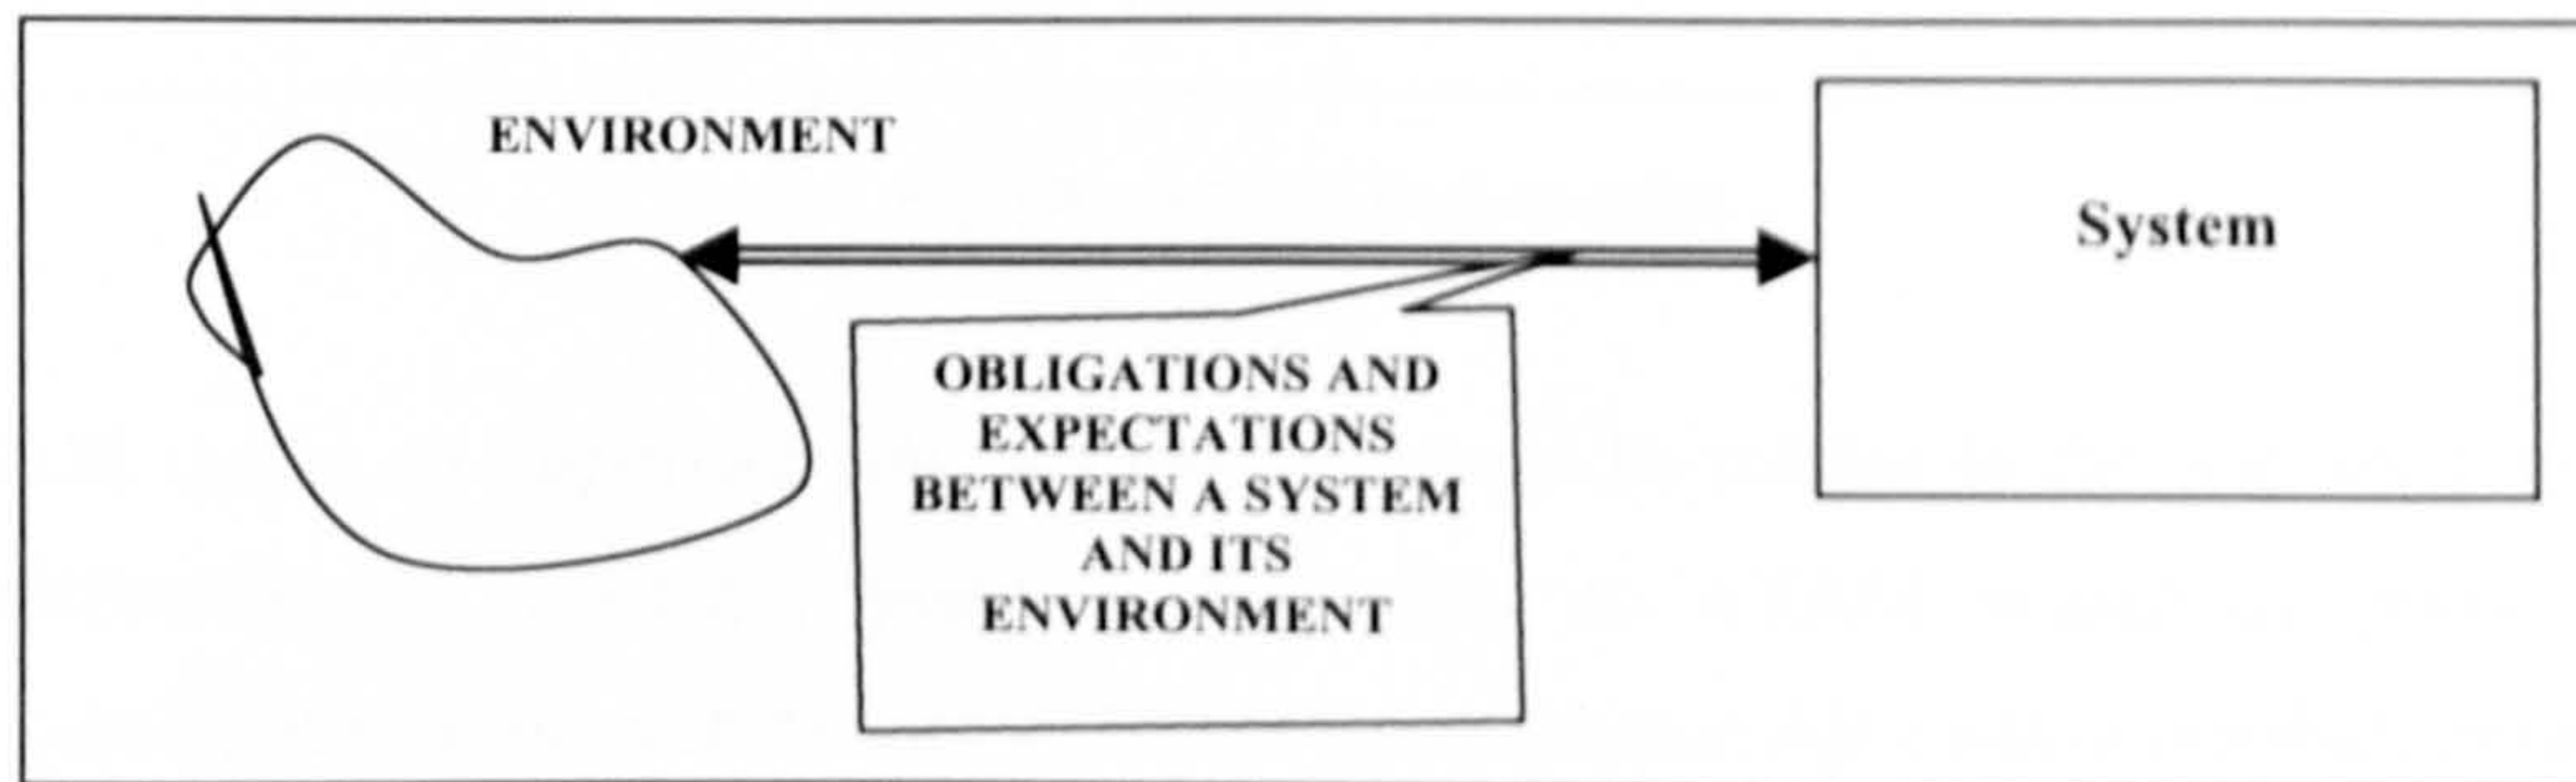 ENVIRONMENT
System
OBLIGATIONS AND
EXPECTATIONS
BETWEEN A SYSTEM
AND ITS
ENVIRONMENT